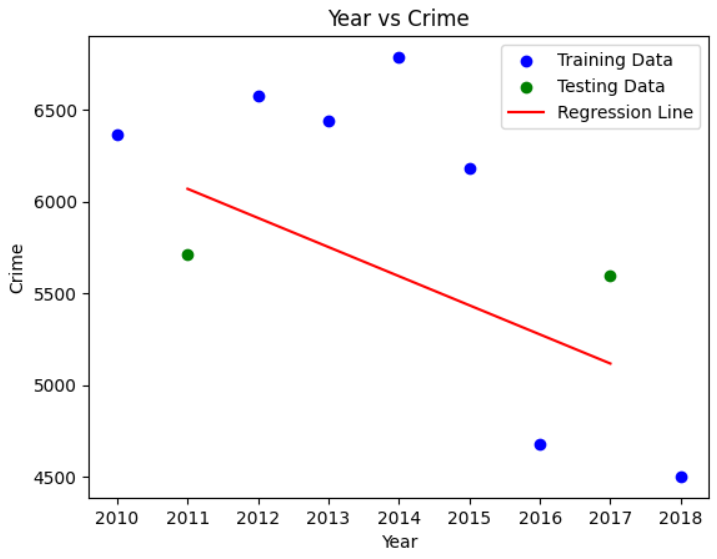 Year vs Crime
Training Data
Testing Data
Regression Line
6500
6000
5500
5000
4500
Crime
2010 2011 2012 2013 2014 2015 2016 2017 2018
Year